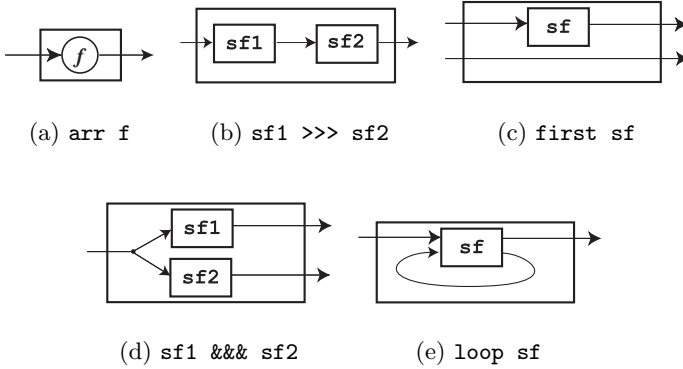 f
sf1 sf2
sf
(a) arr f (b) sf1 >>> sf2 (c) first sf
sf1
sf2
sf
(d) sf1 &&& sf2 (e) loop sf